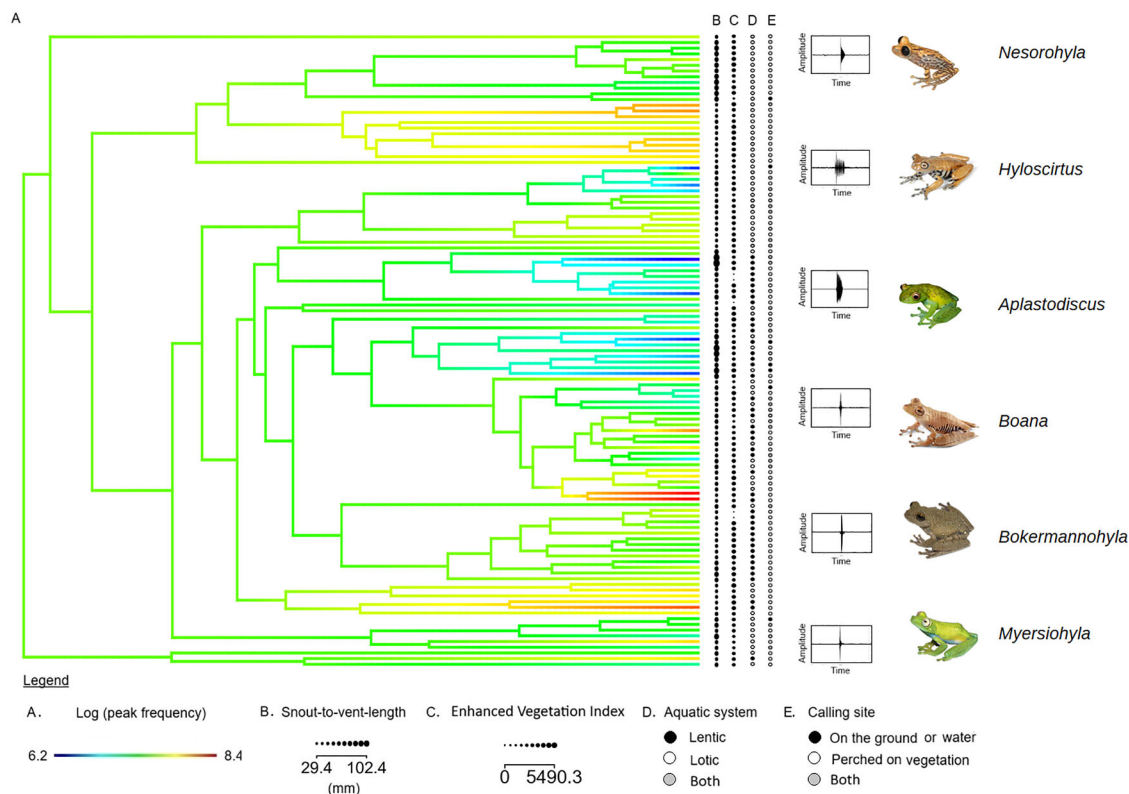 A
B C D E
Amplitude
Time
Nesorohyla
Amplitude
Time
Hyloscirtus
Amplitude
Time
Aplastodiscus
Amplitude
Time
Boana
Amplitude
Time
Bokermannohyla
Amplitude
Time
Myersiohyla
Legend
A. Log (peak frequency)
6.2 8.4
B. Snout-to-vent-length
29.4 102.4
(mm)
C. Enhanced Vegetation Index
0 5490.3
D. Aquatic system
Lentic
Lotic
Both
E. Calling site
On the ground or water
Perched on vegetation
Both